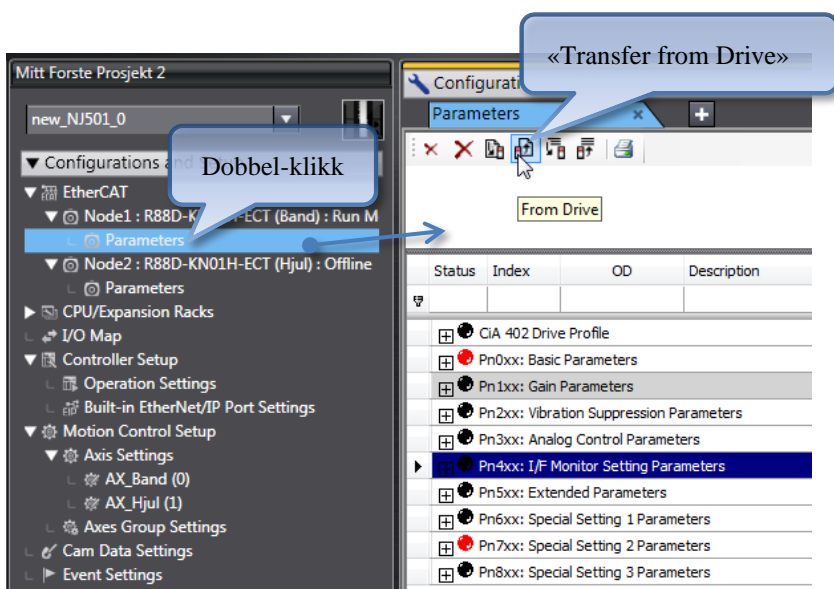 «Transfer from Drive»
Mitt Forste Prosjekt 2
new_NJ501_0
Dobbel-klikk
Configurations and
EtherCAT
Node1 : R88D-K H-ECT (Band) : Run M
Parameters
Node2 : R88D-KN01H-ECT (Hjul) : Offline
Parameters
CPU/Expansion Racks
I/O Map
Controller Setup
Operation Settings
Built-in EtherNet/IP Port Settings
Motion Control Setup
Axis Settings
AX_Band (0)
AX_Hjul (1)
Axes Group Settings
Cam Data Settings
Event Settings
Configurati
Parameters
From Drive
Status Index OD Description
CiA 402 Drive Profile
Pn0xx: Basic Parameters
Pn1xx: Gain Parameters
Pn2xx: Vibration Suppression Parameters
Pn3xx: Analog Control Parameters
Pn4xx: I/F Monitor Setting Parameters
Pn5xx: Extended Parameters
Pn6xx: Special Setting 1 Parameters
Pn7xx: Special Setting 2 Parameters
Pn8xx: Special Setting 3 Parameters